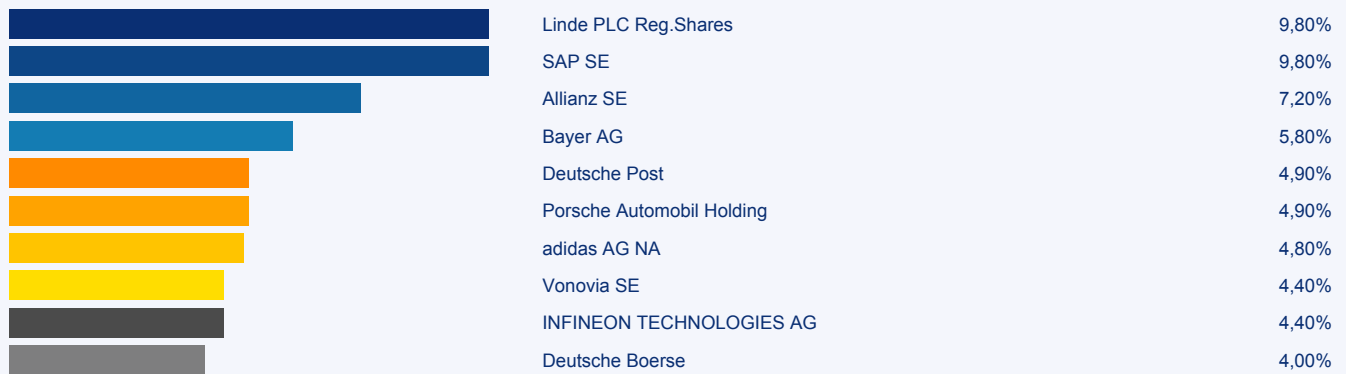 Linde PLC Reg.Shares 9,80%
SAP SE 9,80%
Allianz SE 7,20%
Bayer AG 5,80%
Deutsche Post 4,90%
Porsche Automobil Holding 4,90%
adidas AG NA 4,80%
Vonovia SE 4,40%
INFINEON TECHNOLOGIES AG 4,40%
Deutsche Boerse 4,00%